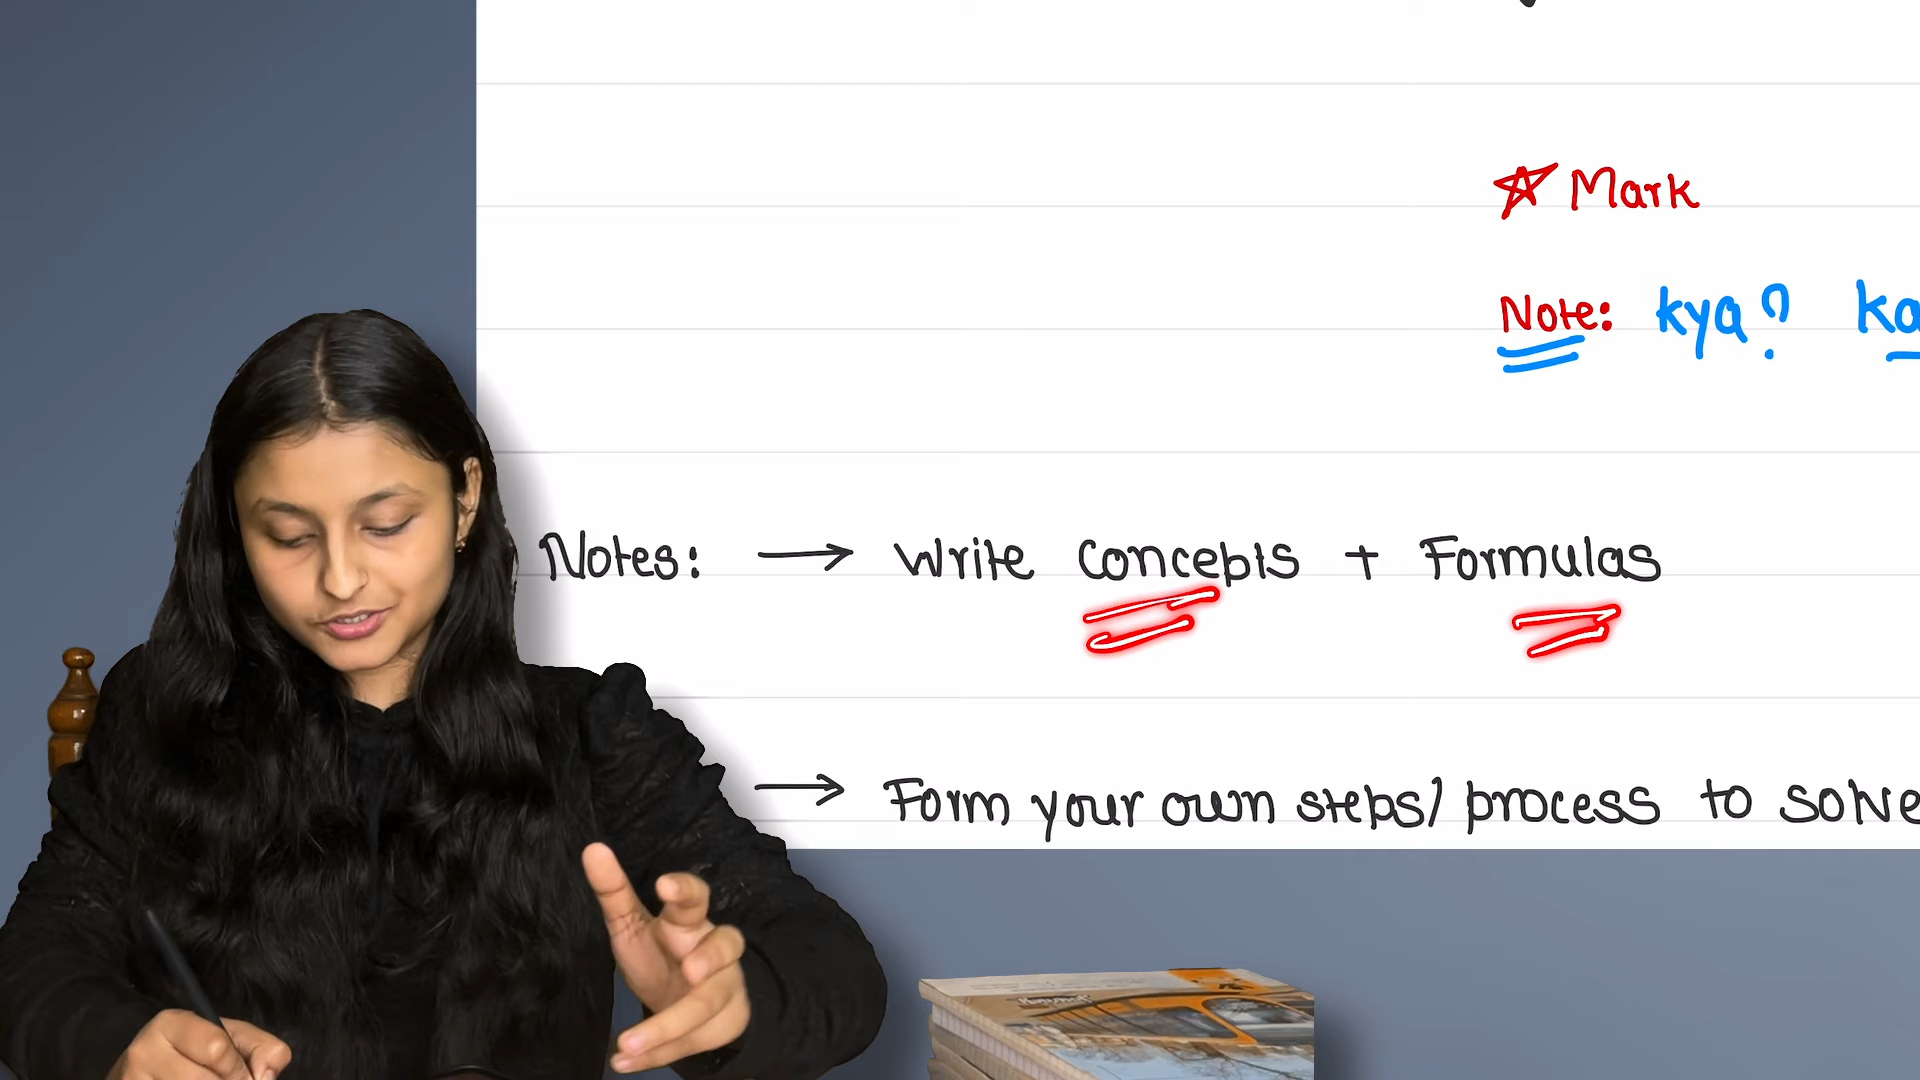 Mark
Note: kya?
Notes: → Write concepts + Formulas
→ Form your own steps/ process to solve